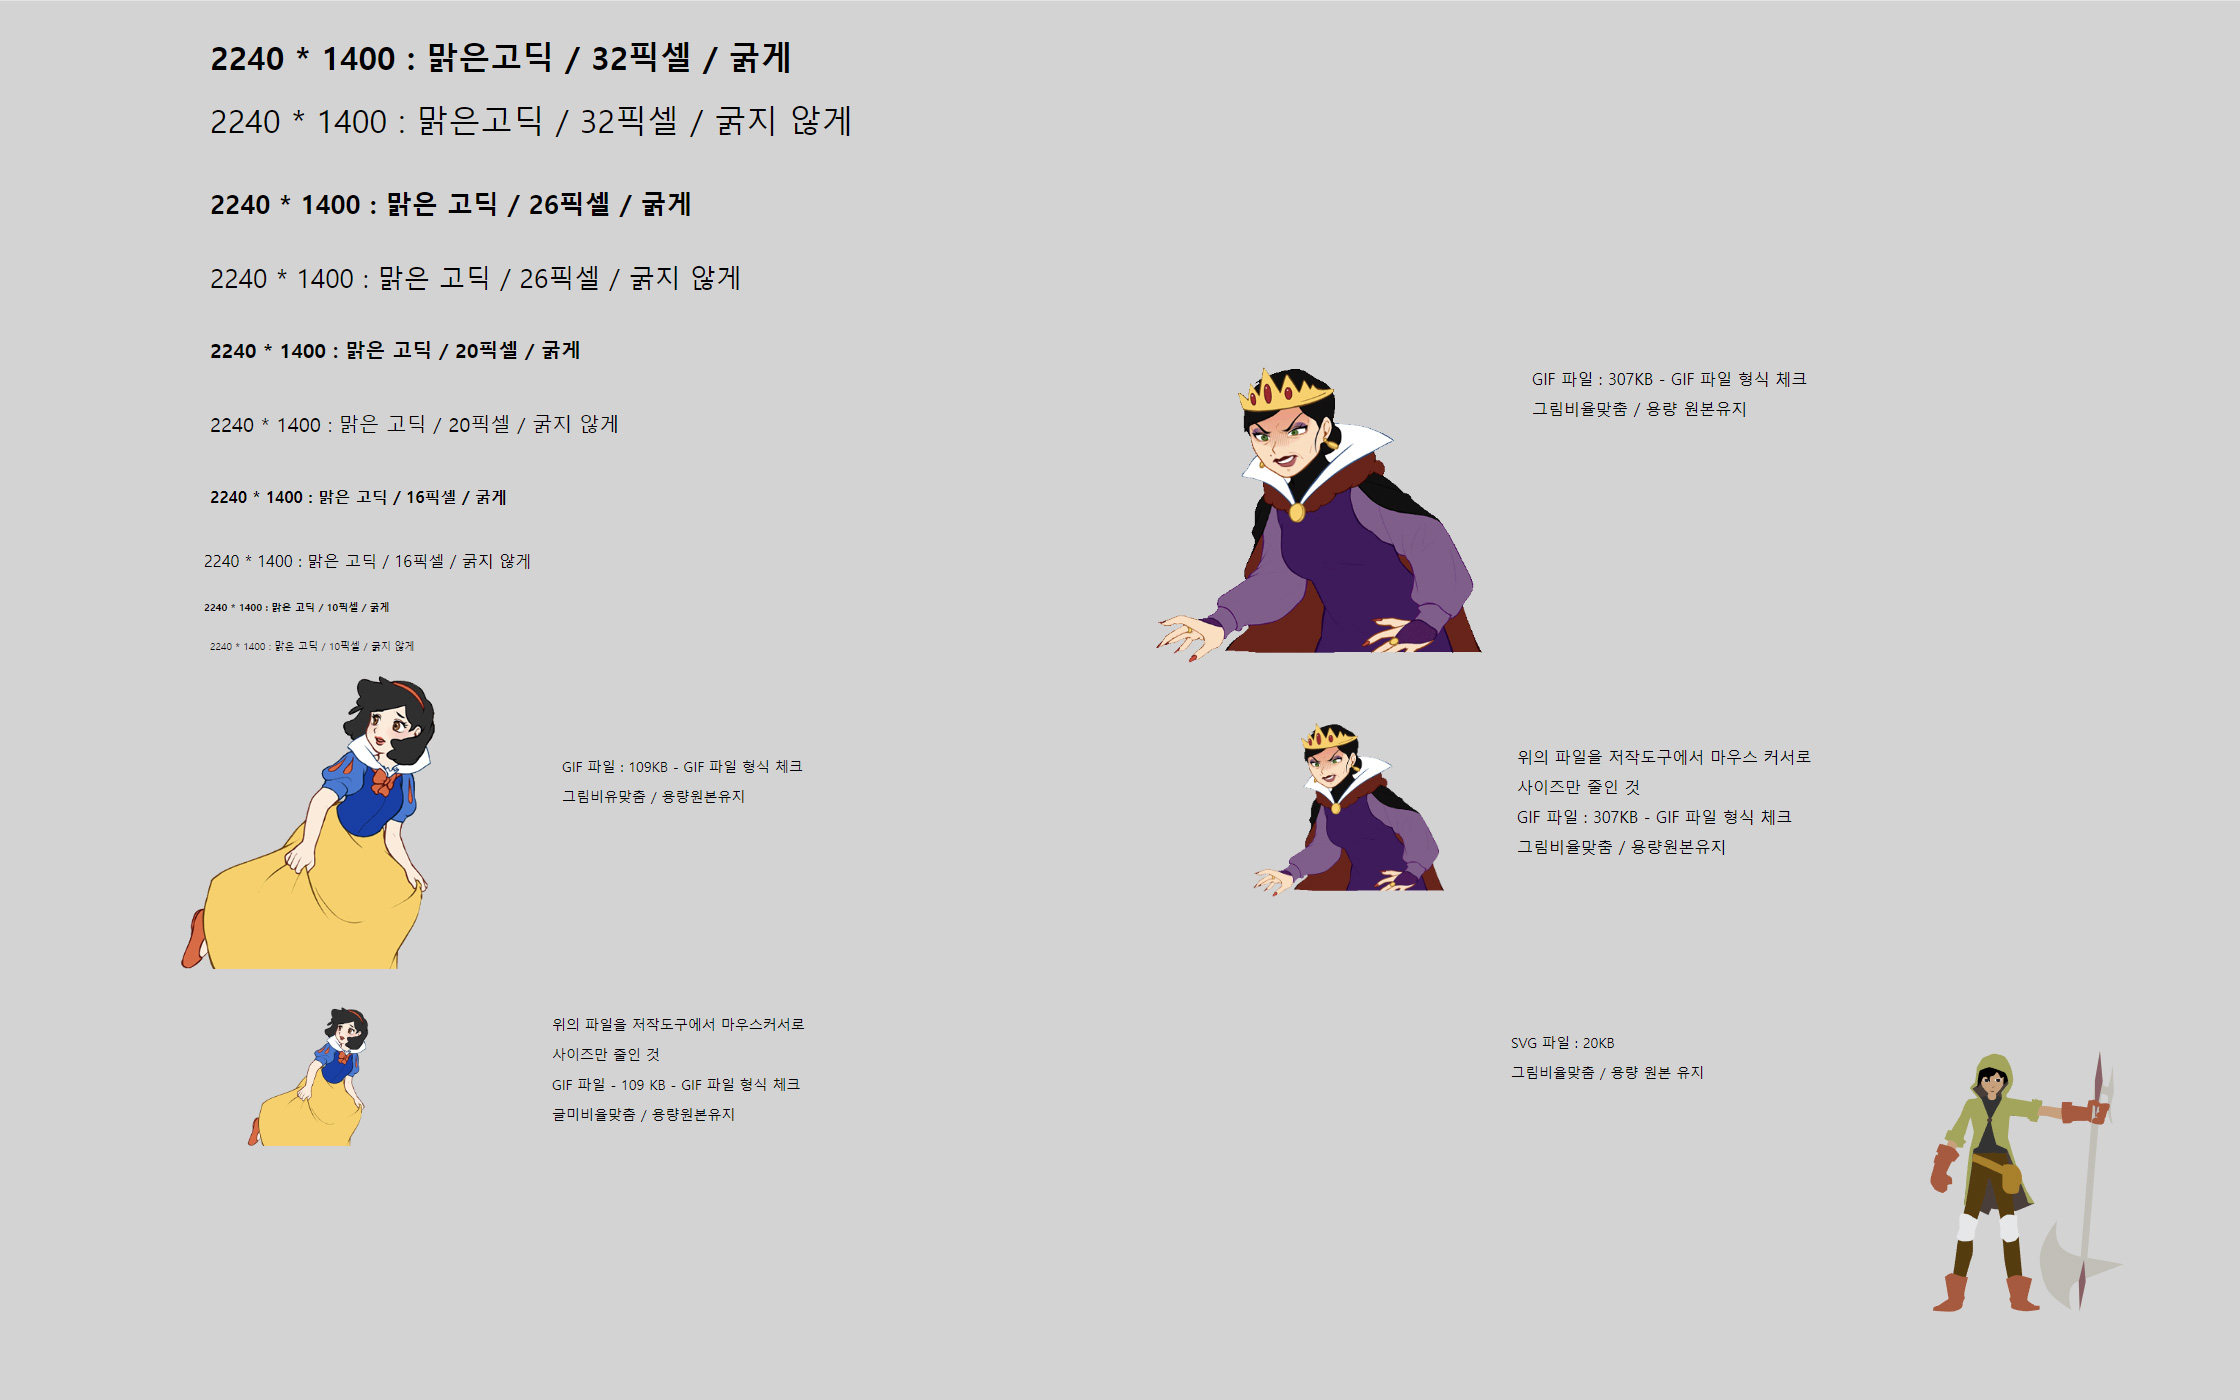 2240 * 1400 : 맑은고딕 / 32픽셀 / 굵게
2240 * 1400 : 맑은고딕 / 32픽셀 / 굵지 않게
2240 * 1400 : 맑은 고딕 / 26픽셀 / 굵게
2240 * 1400 : 맑은 고딕 / 26픽셀 / 굵지 않게
2240 * 1400 : 맑은 고딕 / 20픽셀 / 굵게
2240 * 1400 : 맑은 고딕 / 20픽셀 / 굵지 않게
2240 * 1400 : 맑은 고딕 / 16픽셀 / 굵게
2240 * 1400 : 맑은 고딕 / 16픽셀 / 굵지 않게
2240 * 1400 : 맑은 고딕 / 10픽셀 / 굵게
2240 * 1400 : 맑은 고딕 / 10픽셀 / 굵지 않게
GIF 파일 : 109KB - GIF 파일 형식 체크
그림비유맞춤 / 용량원본유지
위의 파일을 저작도구에서 마우스커서로
사이즈만 줄인 것
GIF 파일 - 109 KB - GIF 파일 형식 체크
글미비율맞춤 / 용량원본유지
GIF 파일 : 307KB - GIF 파일 형식 체크
그림비율맞춤 / 용량 원본유지
위의 파일을 저작도구에서 마우스 커서로
사이즈만 줄인 것
GIF 파일 : 307KB - GIF 파일 형식 체크
그림비율맞춤 / 용량원본유지
SVG 파일 : 20KB
그림비율맞춤 / 용량 원본 유지